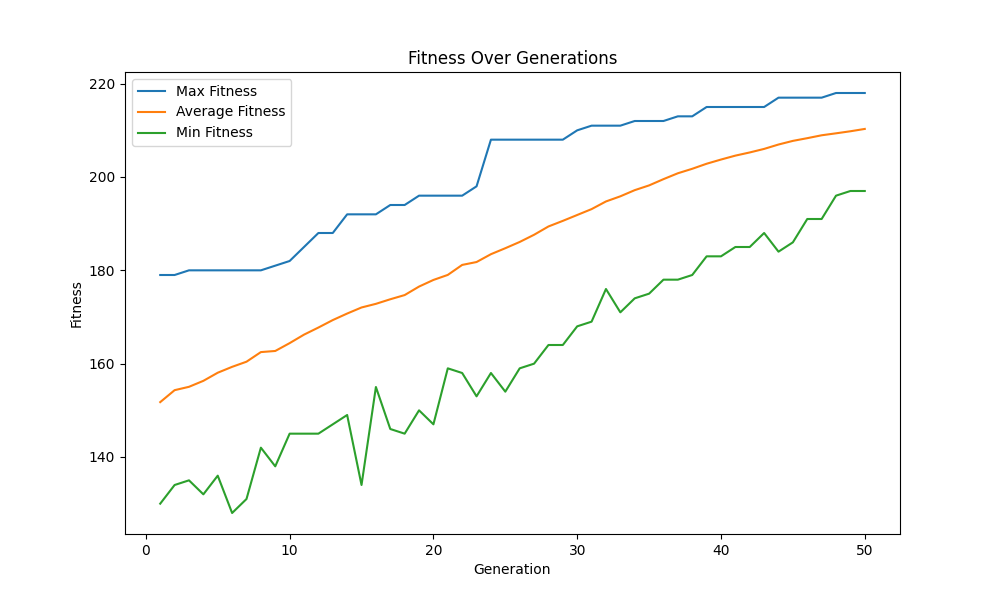 Fitness Over Generations
Max Fitness
Average Fitness
Min Fitness
220
200
180
160
140
Fitness
0 10 20 30 40 50
Generation